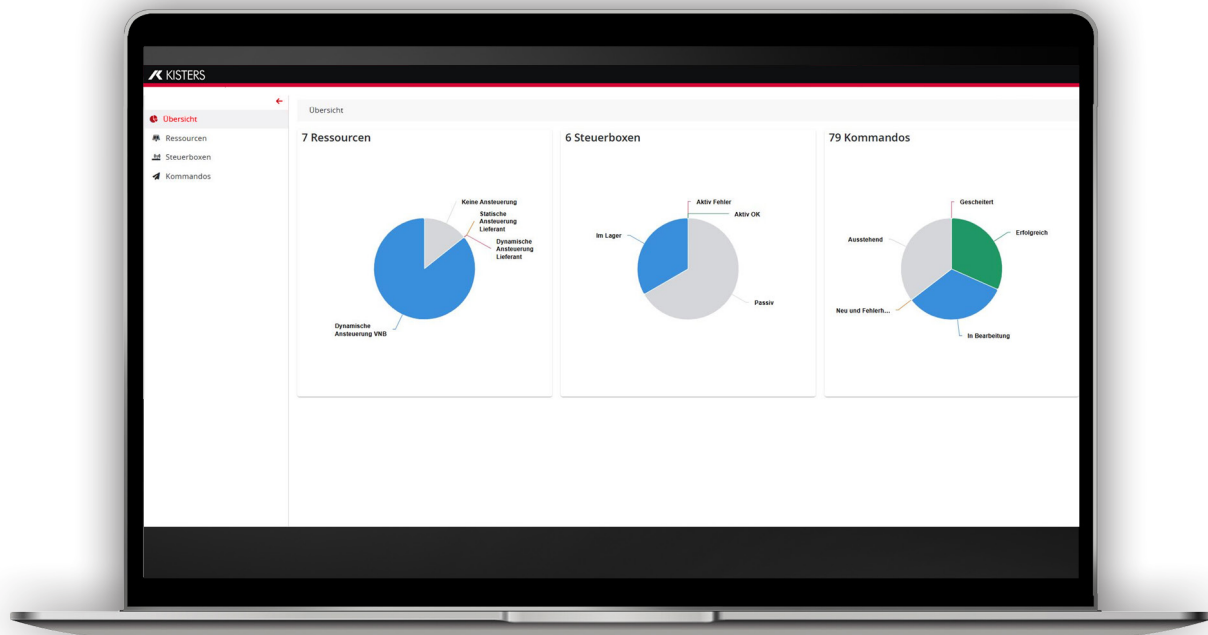 KISTERS
Übersicht
Ressourcen
Steuerboxen
Kommandos
Übersicht
7 Ressourcen
Keine Ansteuerung
Statische
Ansteuerung
Lieferant
Dynamische
Ansteuerung
Lieferant
Dynamische
Ansteuerung VNB
6 Steuerboxen
Aktiv Fehler
Aktiv OK
Im Lager
Passiv
79 Kommandos
Gescheitert
Erfolgreich
Ausstehend
Neu und Fehlerh...
In Bearbeitung